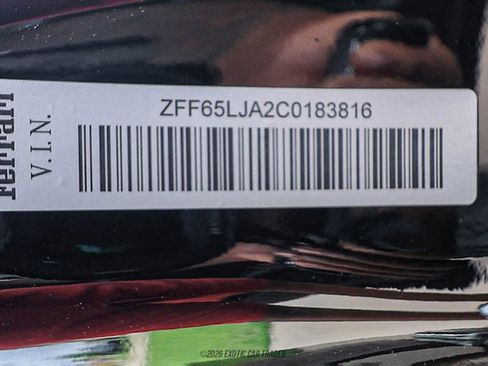 Ferrari
V.I.N.
ZFF65LJA2C0183816
©2026 EXOTIC CAR TRADER